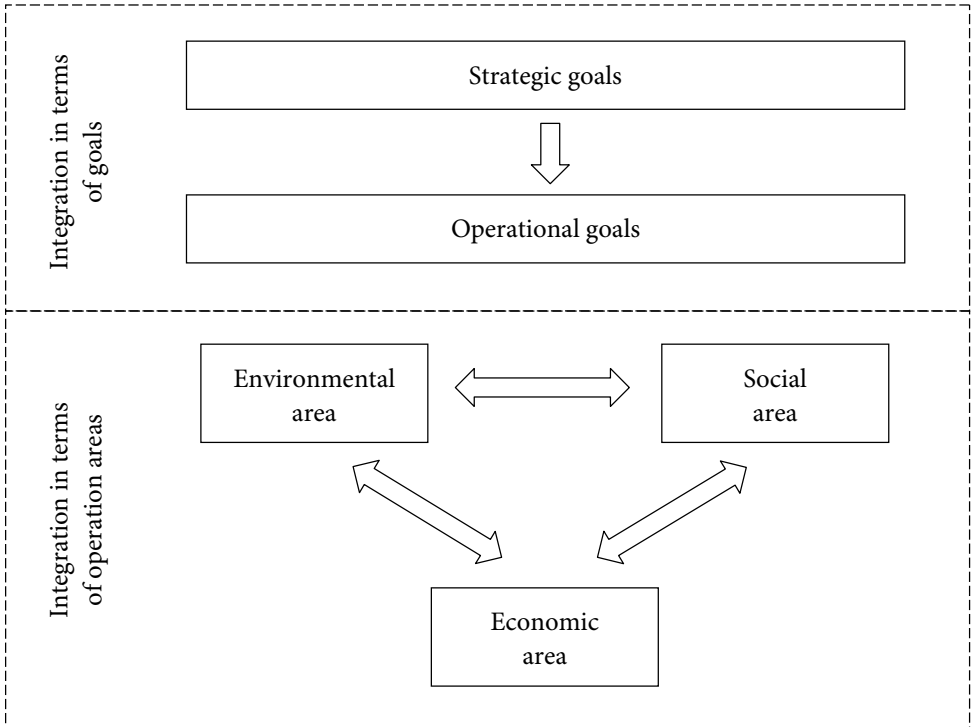 Integration in terms
of goals
Strategic goals
Operational goals
Integration in terms
of operation areas
Environmental
area
Social
area
Economic
area